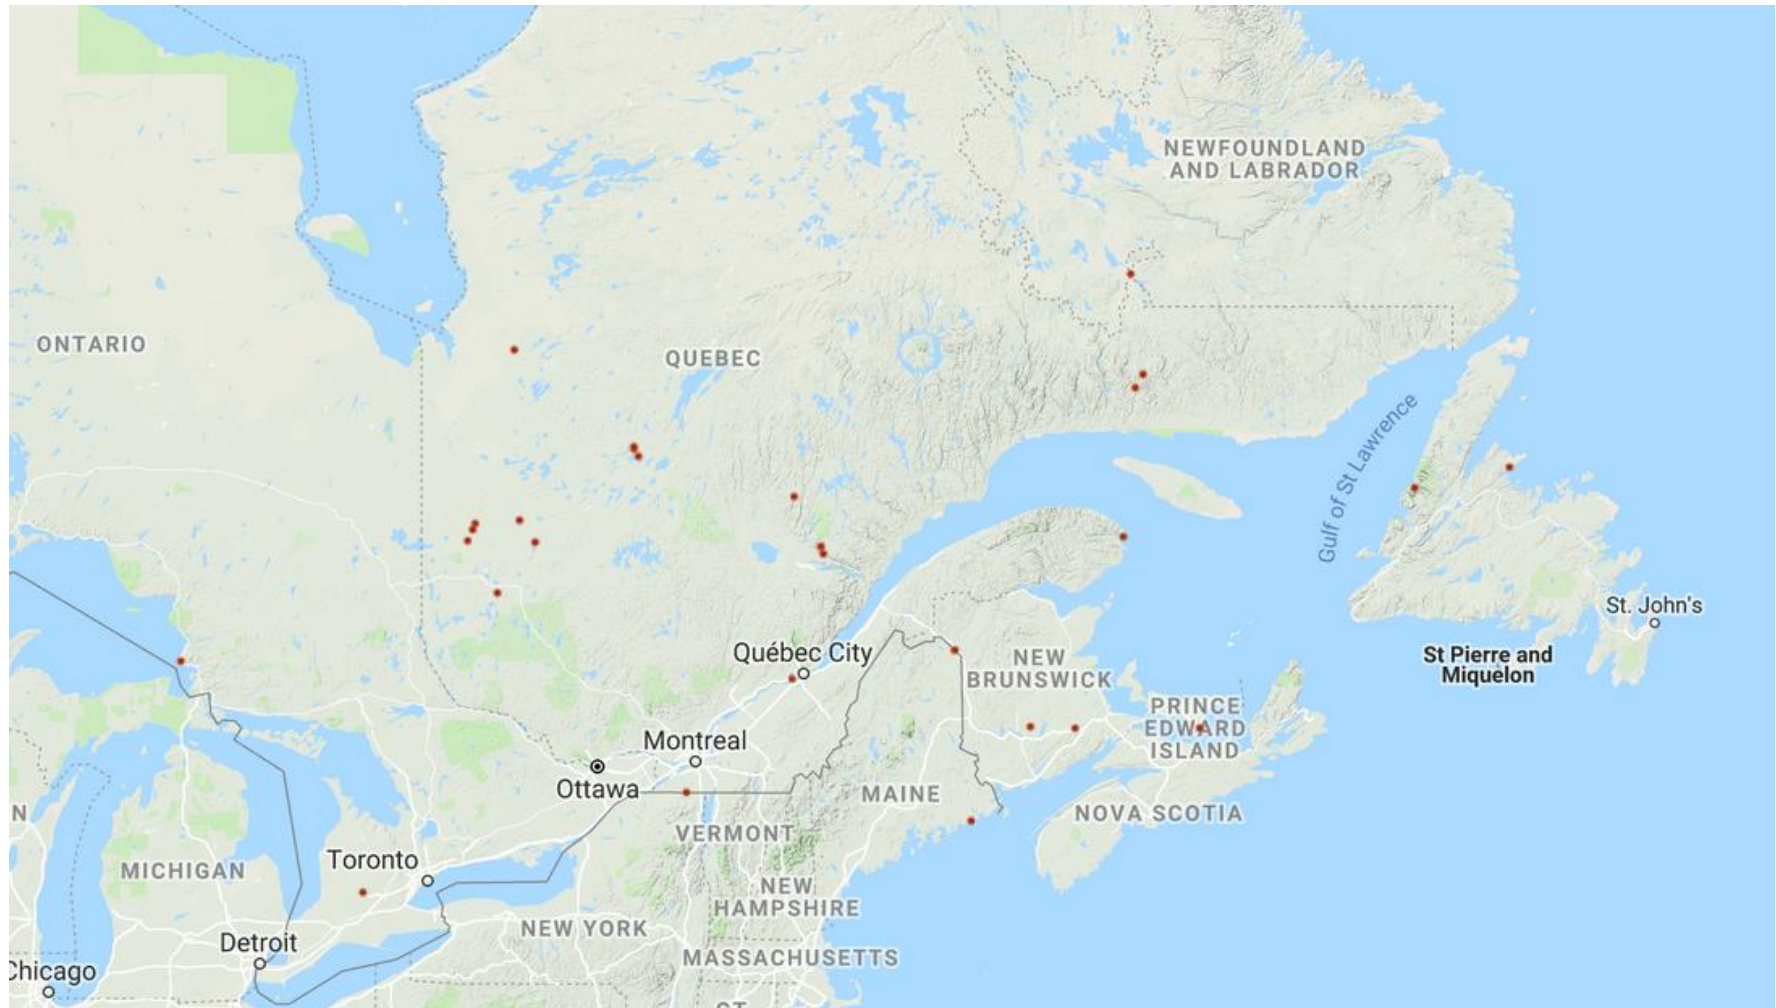 NEWFOUNDLAND
AND LABRADOR
ONTARIO
QUEBEC
Gulf of St Lawrence
St. John's
Québec City
NEW
BRUNSWICK
St Pierre and
Miquelon
PRINCE
EDWARD
ISLAND
Montreal
Ottawa
MAINE
NOVA SCOTIA
N
VERMONT
Toronto
MICHIGAN
NEW
HAMPSHIRE
NEW YORK
Detroit
MASSACHUSETTS
Chicago